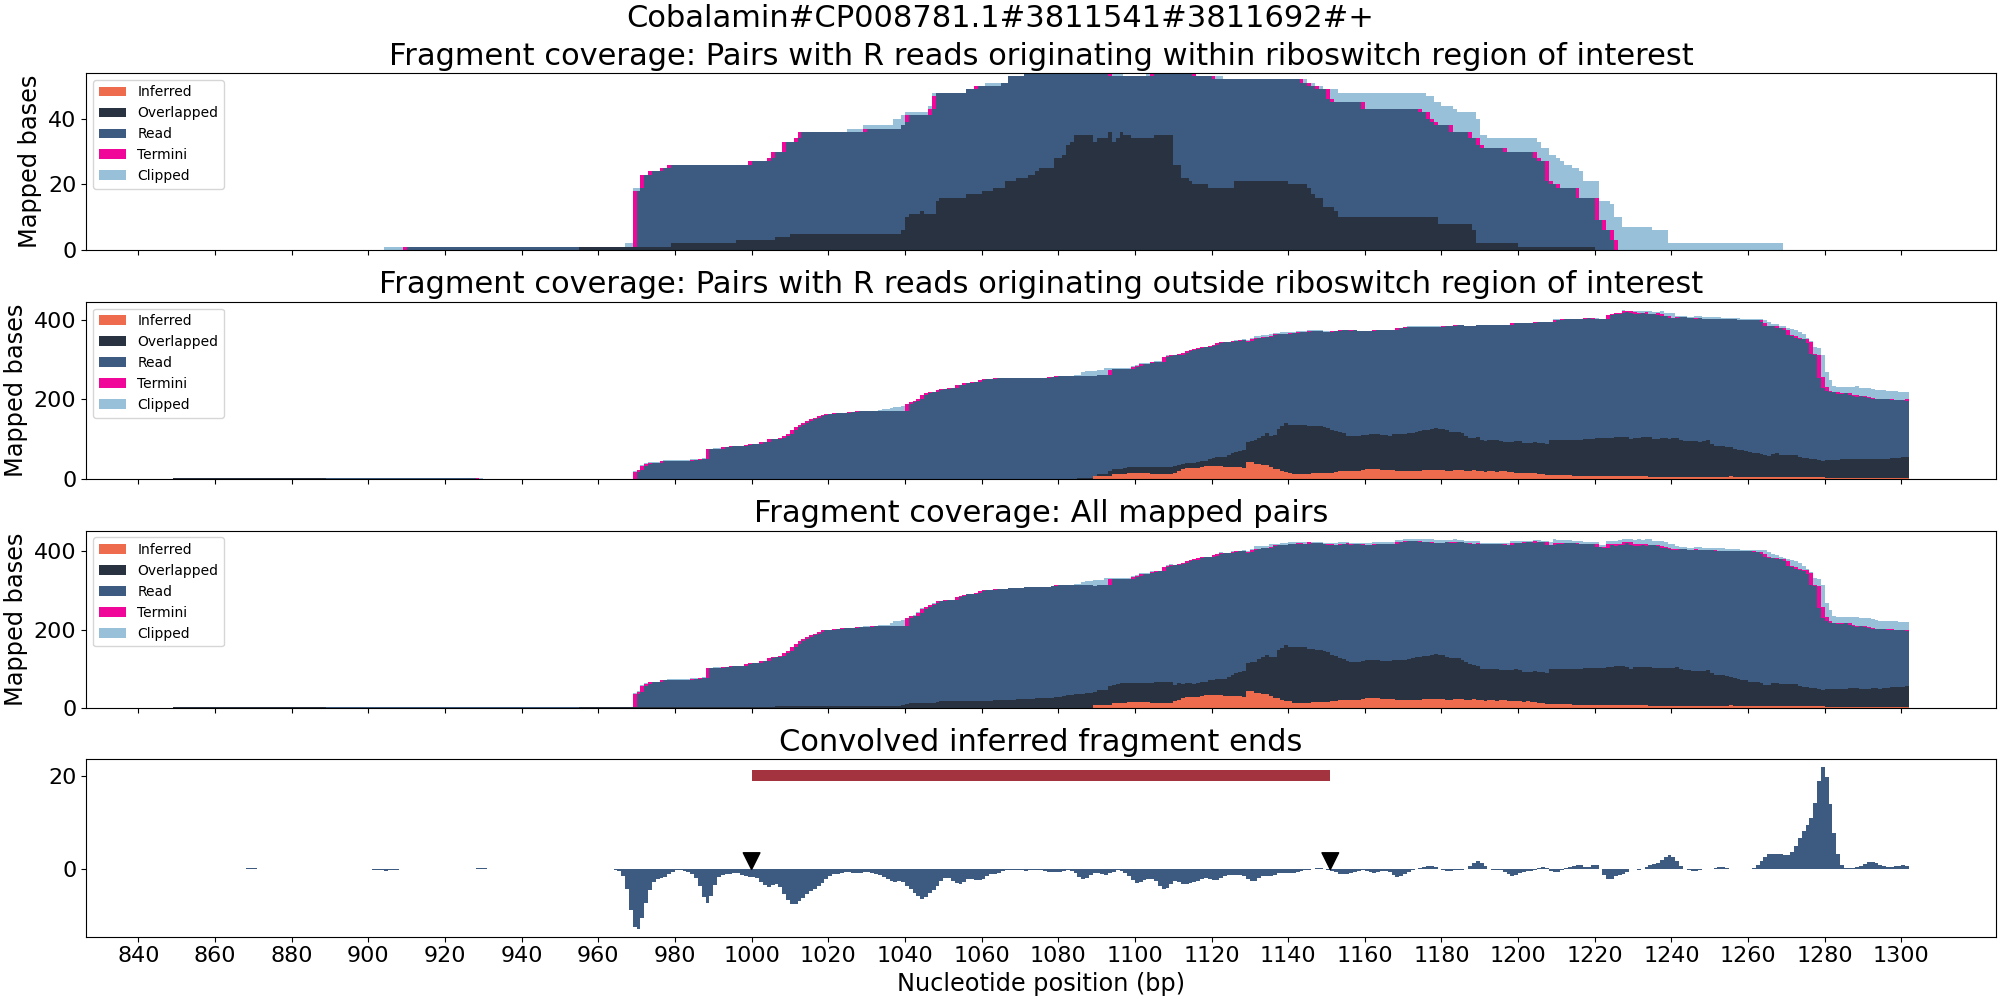 Cobalamin#CP008781.1#3811541#3811692#+
Fragment coverage: Pairs with R reads originating within riboswitch region of interest
Mapped bases
40
20
0
Inferred
Overlapped
Read
Termini
Clipped
Fragment coverage: Pairs with R reads originating outside riboswitch region of interest
Mapped bases
400
200
0
Inferred
Overlapped
Read
Termini
Clipped
Fragment coverage: All mapped pairs
Mapped bases
400
200
0
Inferred
Overlapped
Read
Termini
Clipped
Convolved inferred fragment ends
20
0
840 860 880 900 920 940 960 980 1000 1020 1040 1060 1080 1100 1120 1140 1160 1180 1200 1220 1240 1260 1280 1300
Nucleotide position (bp)